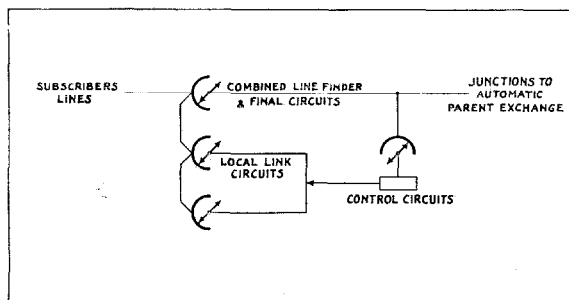 SUBSCRIBERS
LINES
COMBINED LINE FINDER
& FINAL CIRCUITS
JUNCTIONS TO
AUTOMATIC
PARENT EXCHANGE
LOCAL LINK
CIRCUITS
CONTROL CIRCUITS